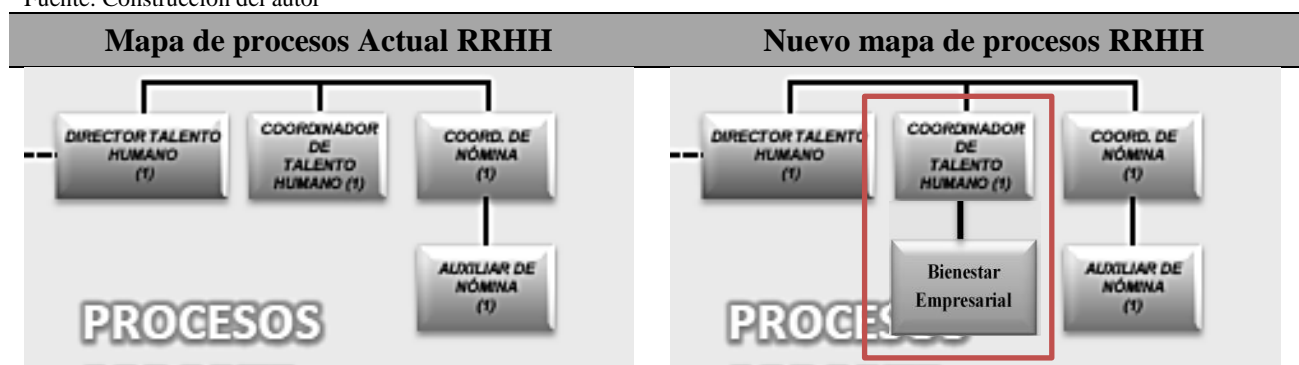 Fuente: Construcción del autor
Mapa de procesos Actual RRHH
Nuevo mapa de procesos RRHH
DIRECTOR TALENTO
HUMANO
(1)
COORDINADOR
DE
TALENTO
HUMANO (1)
COORD. DE
NÓMINA
(1)
AUXILIAR DE
NÓMINA
(1)
PROCESOS
DIRECTOR TALENTO
HUMANO
(1)
COORDINADOR
DE
TALENTO
HUMANO (1)
COORD. DE
NÓMINA
(1)
Bienestar
Empresarial
AUXILIAR DE
NÓMINA
(1)
PROCESOS